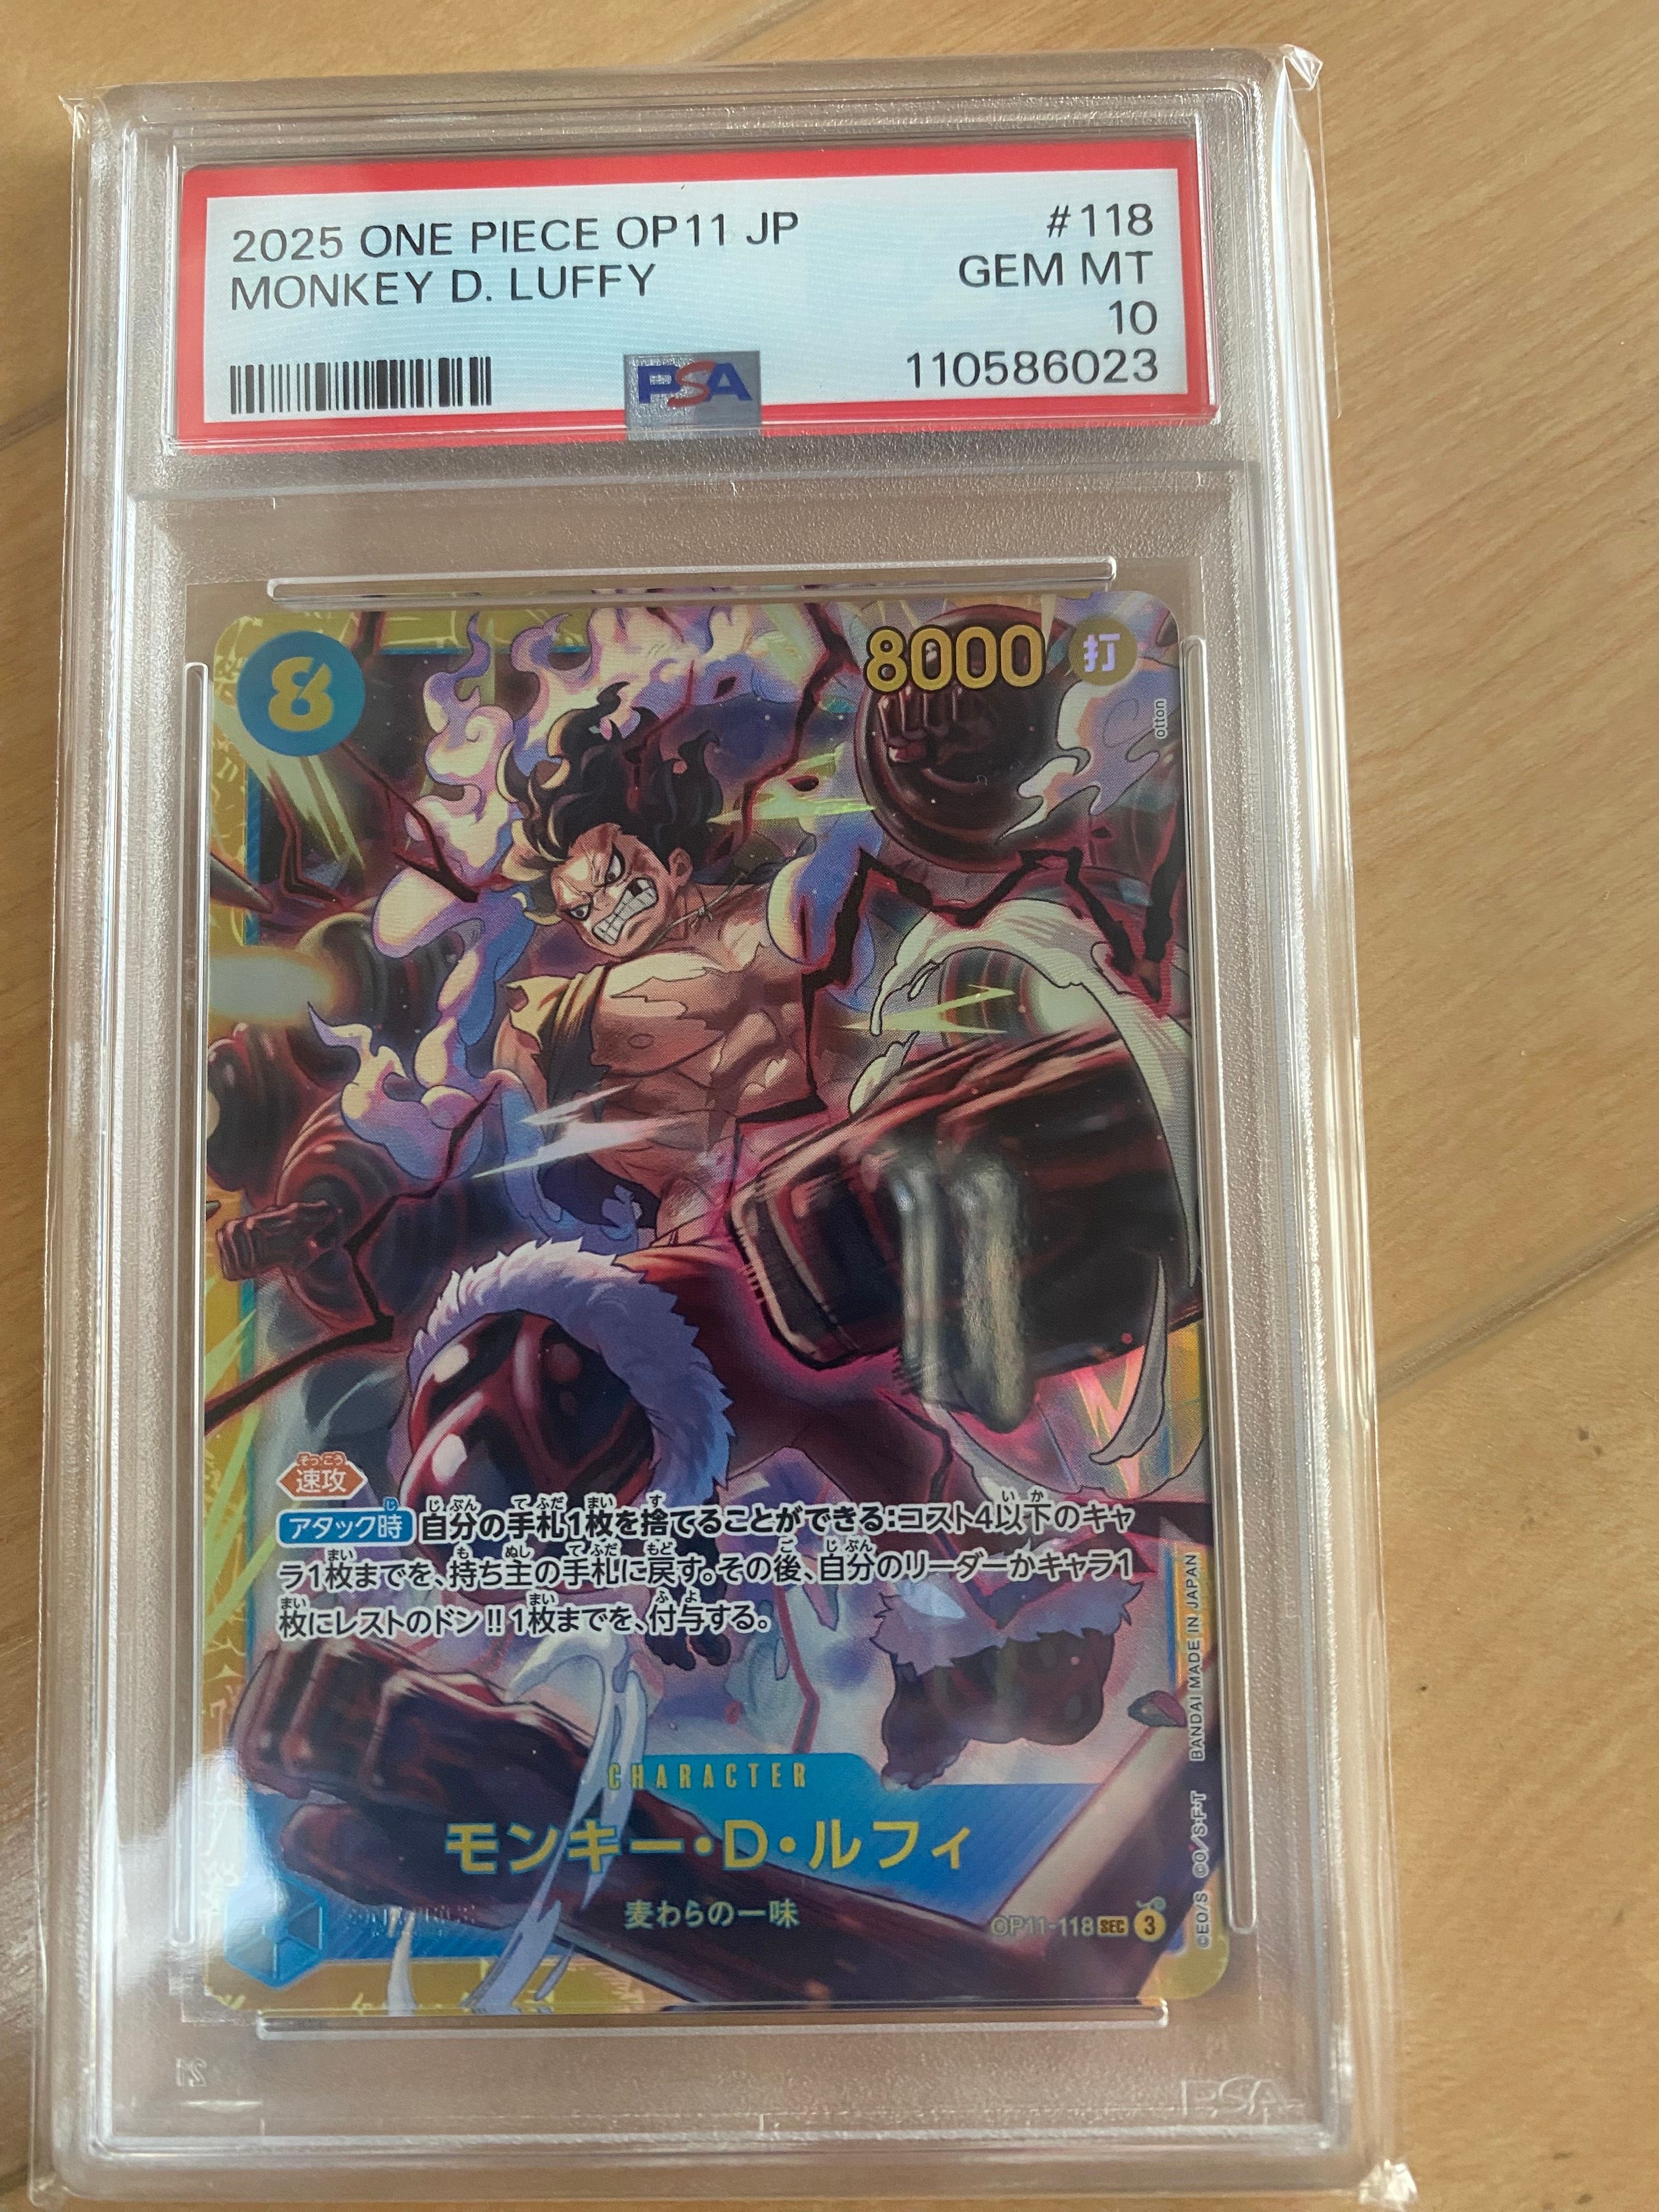 2025 ONE PIECE OP11 JP #118
MONKEY D. LUFFY GEM MT
10
PSA 110586023
8 8000 打
otton
速攻
アタック時 自分の手札1枚を捨てることができる:コスト4以下のキャ
ラ1枚までを、持ち主の手札に戻す。その後、自分のリーダーかキャラ1
枚にレストのドン!!1枚までを、付与する。
CHARACTER
モンキー・D・ルフィ
麦わらの一味
OP11-118 SEC 3
©EO/S ©O/S・F・T BANDAI MADE IN JAPAN
PSA